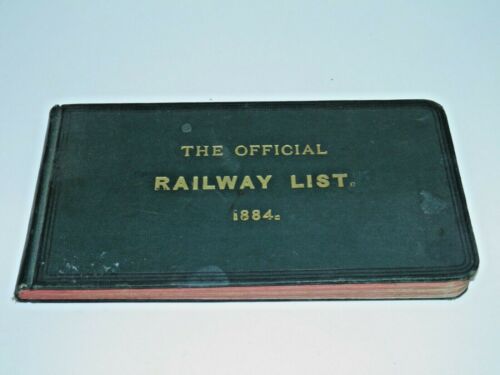 THE OFFICIAL
RAILWAY LIST.
1884.